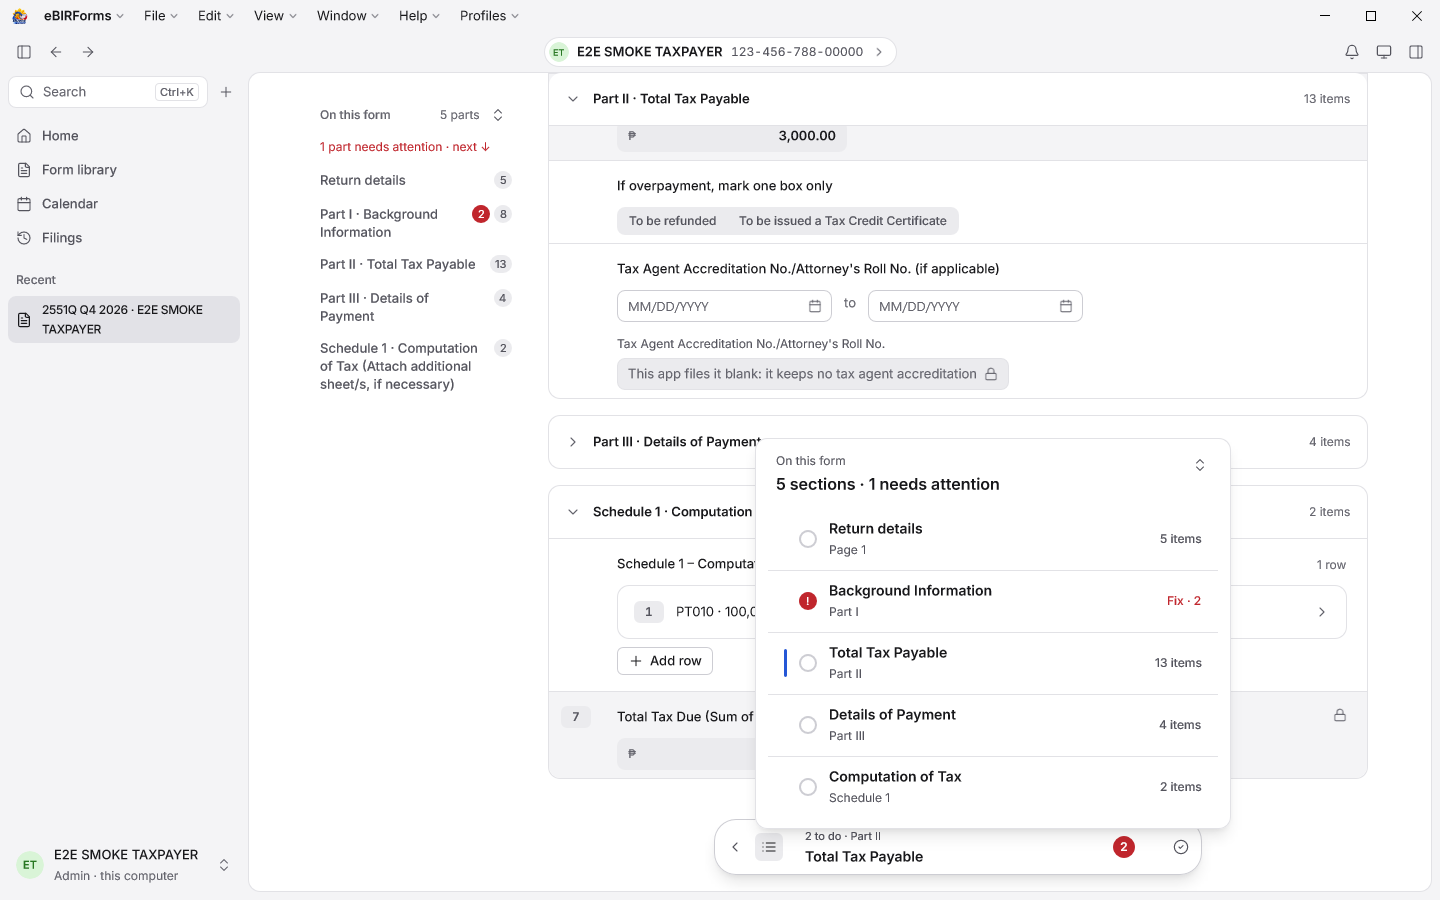 eBIRForms File Edit View Window Help Profiles
ET E2E SMOKE TAXPAYER 123-456-788-00000
Search Ctrl+K
Home
Form library
Calendar
Filings
Recent
2551Q Q4 2026 · E2E SMOKE
TAXPAYER
ET E2E SMOKE TAXPAYER
Admin · this computer
On this form 5 parts
1 part needs attention · next ↓
Return details 5
Part I · Background 2 8
Information
Part II · Total Tax Payable 13
Part III · Details of 4
Payment
Schedule 1 · Computation 2
of Tax (Attach additional
sheet/s, if necessary)
Part II · Total Tax Payable 13 items
₱ 3,000.00
If overpayment, mark one box only
To be refunded To be issued a Tax Credit Certificate
Tax Agent Accreditation No./Attorney's Roll No. (if applicable)
MM/DD/YYYY to MM/DD/YYYY
Tax Agent Accreditation No./Attorney's Roll No.
This app files it blank: it keeps no tax agent accreditation
Part III · Details of Payment 4 items
Schedule 1 · Computation 2 items
Schedule 1 – Computa 1 row
1 PT010 · 100,0
+ Add row
7 Total Tax Due (Sum of
₱
On this form
5 sections · 1 needs attention
Return details
Page 1
5 items
Background Information
Part I
Fix · 2
Total Tax Payable
Part II
13 items
Details of Payment
Part III
4 items
Computation of Tax
Schedule 1
2 items
2 to do · Part II
Total Tax Payable
2